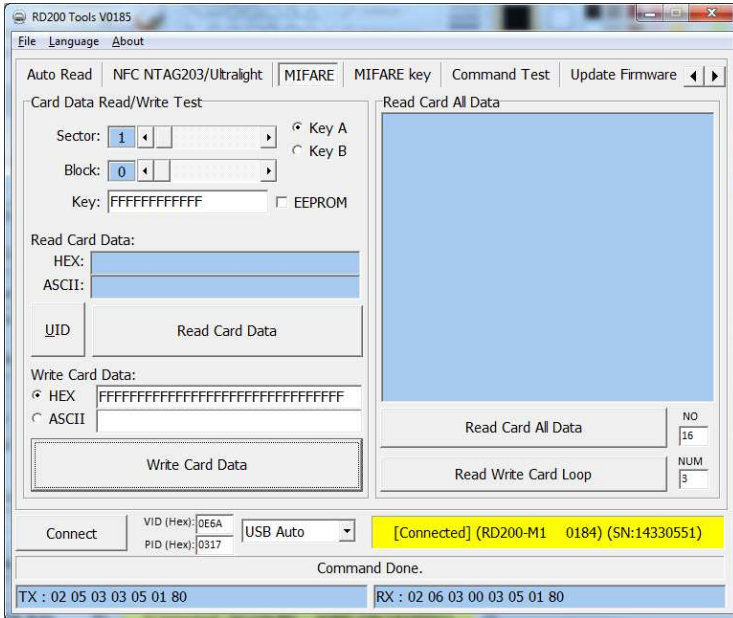 RD200 Tools V0185
File Language About
Auto Read NFC NTAG203/Ultralight MIFARE MIFARE key Command Test Update Firmware
Card Data Read/Write Test
Sector: 1
Key A
Key B
Block: 0
Key: FFFFFFFFFFFF
EEPROM
Read Card Data:
HEX:
ASCII:
UID
Read Card Data
Write Card Data:
HEX FFFFFFFFFFFFFFFFFFFFFFFFFFFFFFFF
ASCII
Write Card Data
Read Card All Data
Read Card All Data
NO
16
Read Write Card Loop
NUM
3
Connect
VID (Hex): 0E6A
PID (Hex): 0317
USB Auto
[Connected] (RD200-M1 0184) (SN:14330551)
Command Done.
TX : 02 05 03 03 05 01 80
RX : 02 06 03 00 03 05 01 80